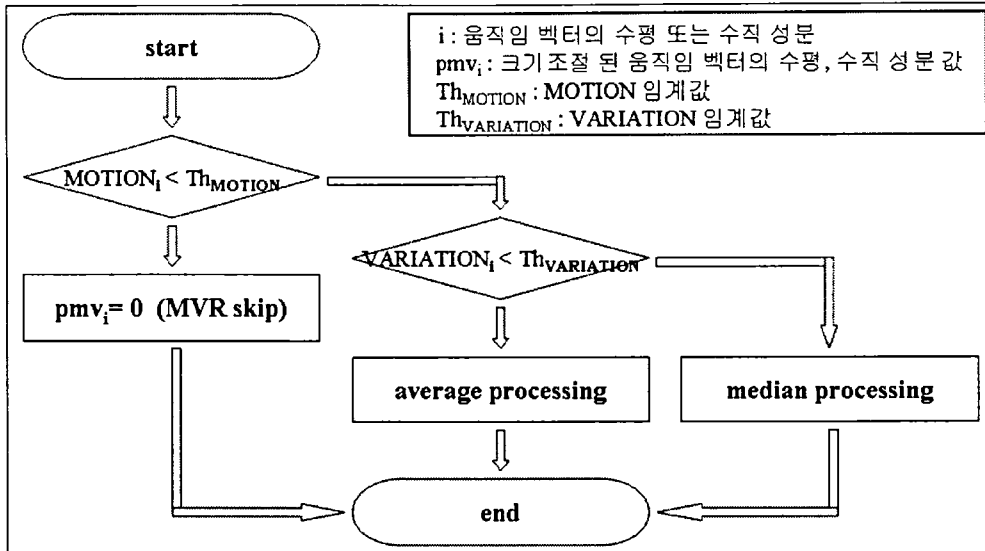 start
i : 움직임 벡터의 수평 또는 수직 성분
pmvi : 크기조절 된 움직임 벡터의 수평, 수직 성분 값
ThMOTION : MOTION 임계값
ThVARIATION : VARIATION 임계값
MOTIONi < ThMOTION
VARIATIONi < ThVARIATION
pmvi= 0 (MVR skip)
average processing
median processing
end